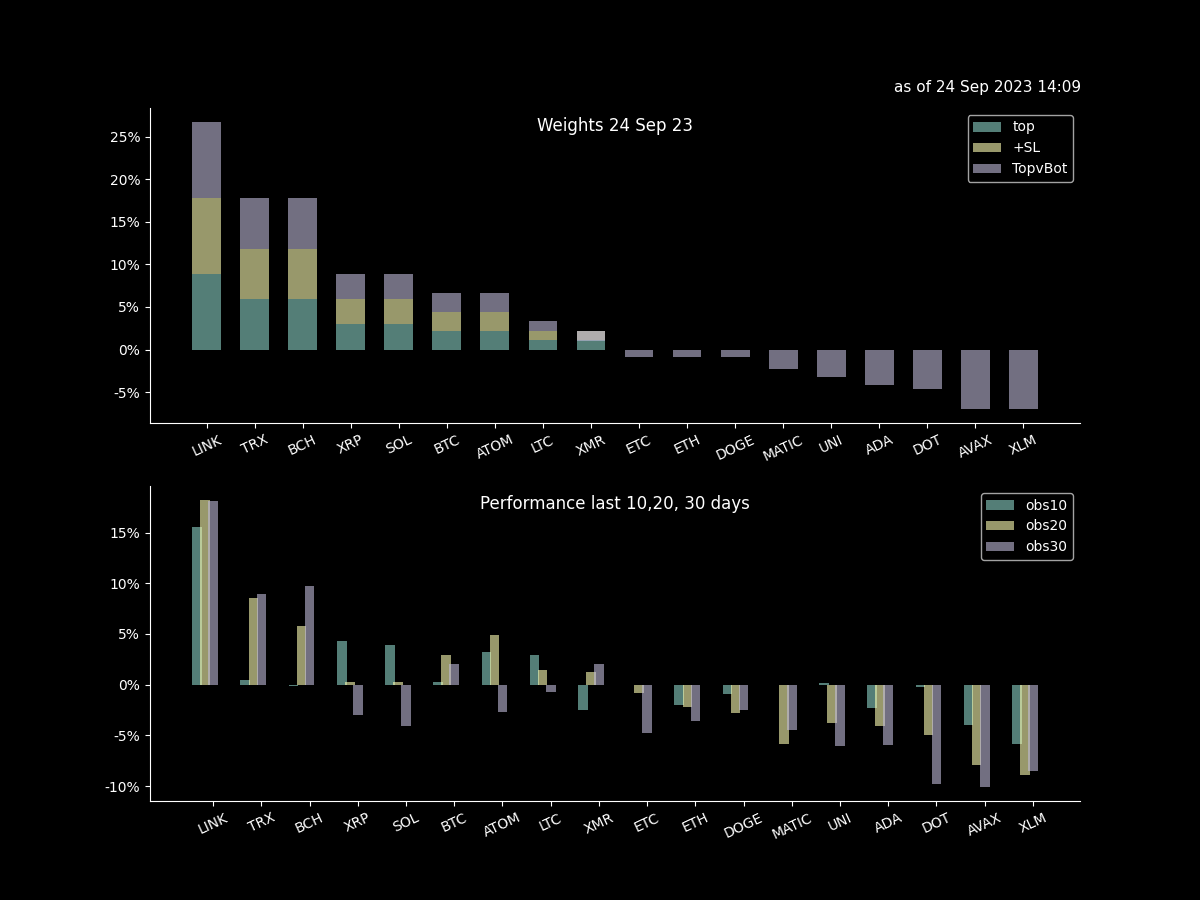 as of 24 Sep 2023 14:09
Weights 24 Sep 23
top
+SL
TopvBot
25%
20%
15%
10%
5%
0%
-5%
LINK TRX BCH XRP SOL BTC ATOM LTC XMR ETC ETH DOGE MATIC UNI ADA DOT AVAX XLM
Performance last 10,20, 30 days
obs10
obs20
obs30
15%
10%
5%
0%
-5%
-10%
LINK TRX BCH XRP SOL BTC ATOM LTC XMR ETC ETH DOGE MATIC UNI ADA DOT AVAX XLM